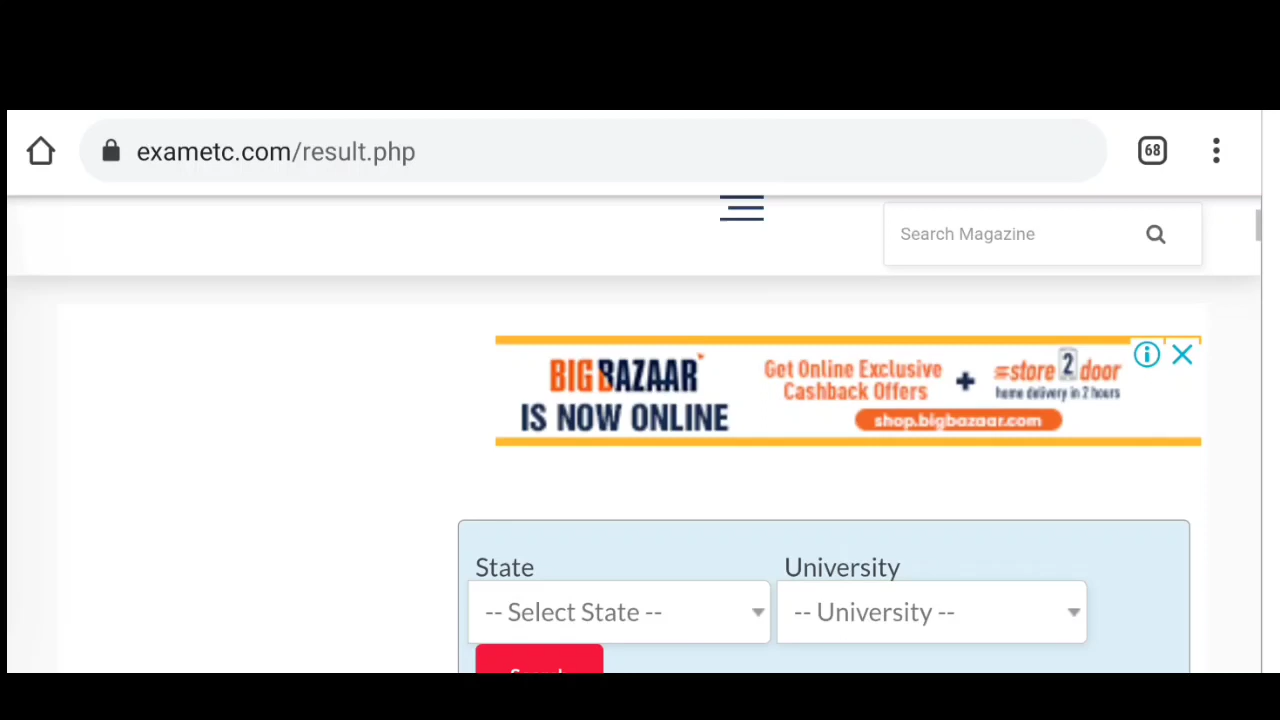 exametc.com/result.php
68
Search Magazine
BIG BAZAAR
IS NOW ONLINE
Get Online Exclusive
Cashback Offers
+
store 2 door
home delivery in 2 hours
shop.bigbazaar.com
State
University
-- Select State --
-- University --